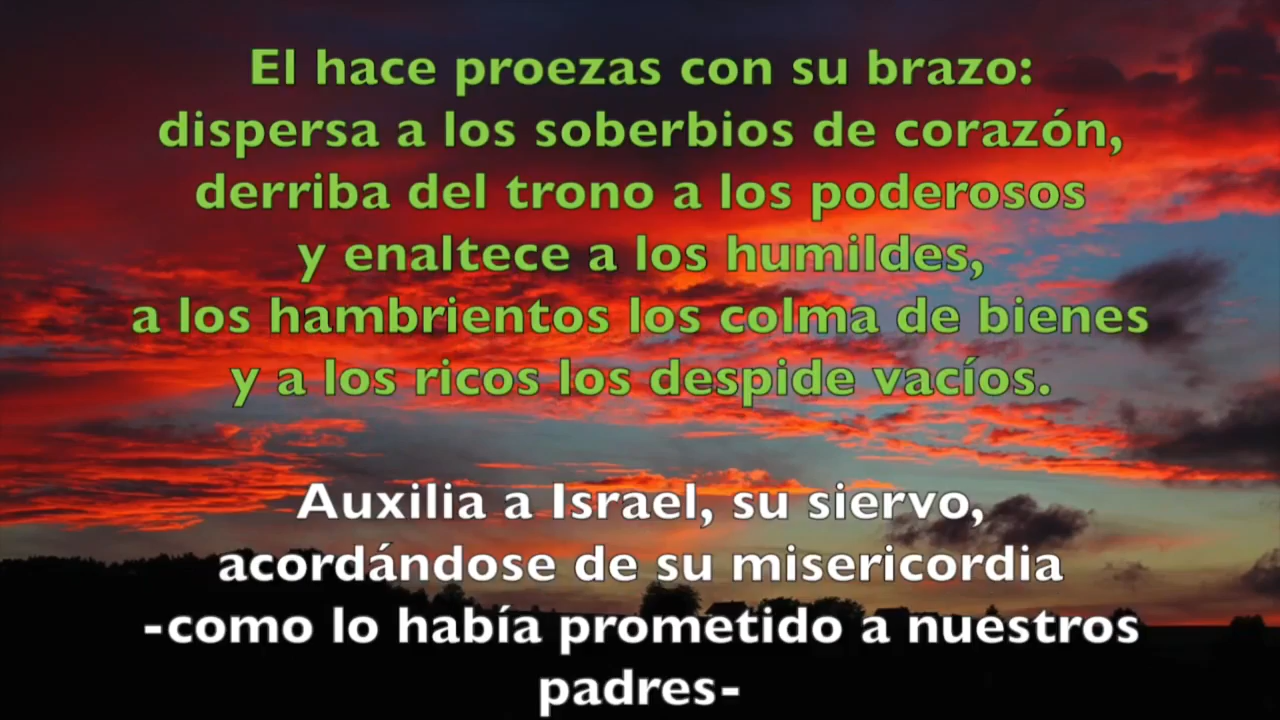 El hace proezas con su brazo:
dispersa a los soberbios de corazón,
derriba del trono a los poderosos
y enaltece a los humildes,
a los hambrientos los colma de bienes
y a los ricos los despide vacíos.
Auxilia a Israel, su siervo,
acordándose de su misericordia
-como lo había prometido a nuestros
padres-